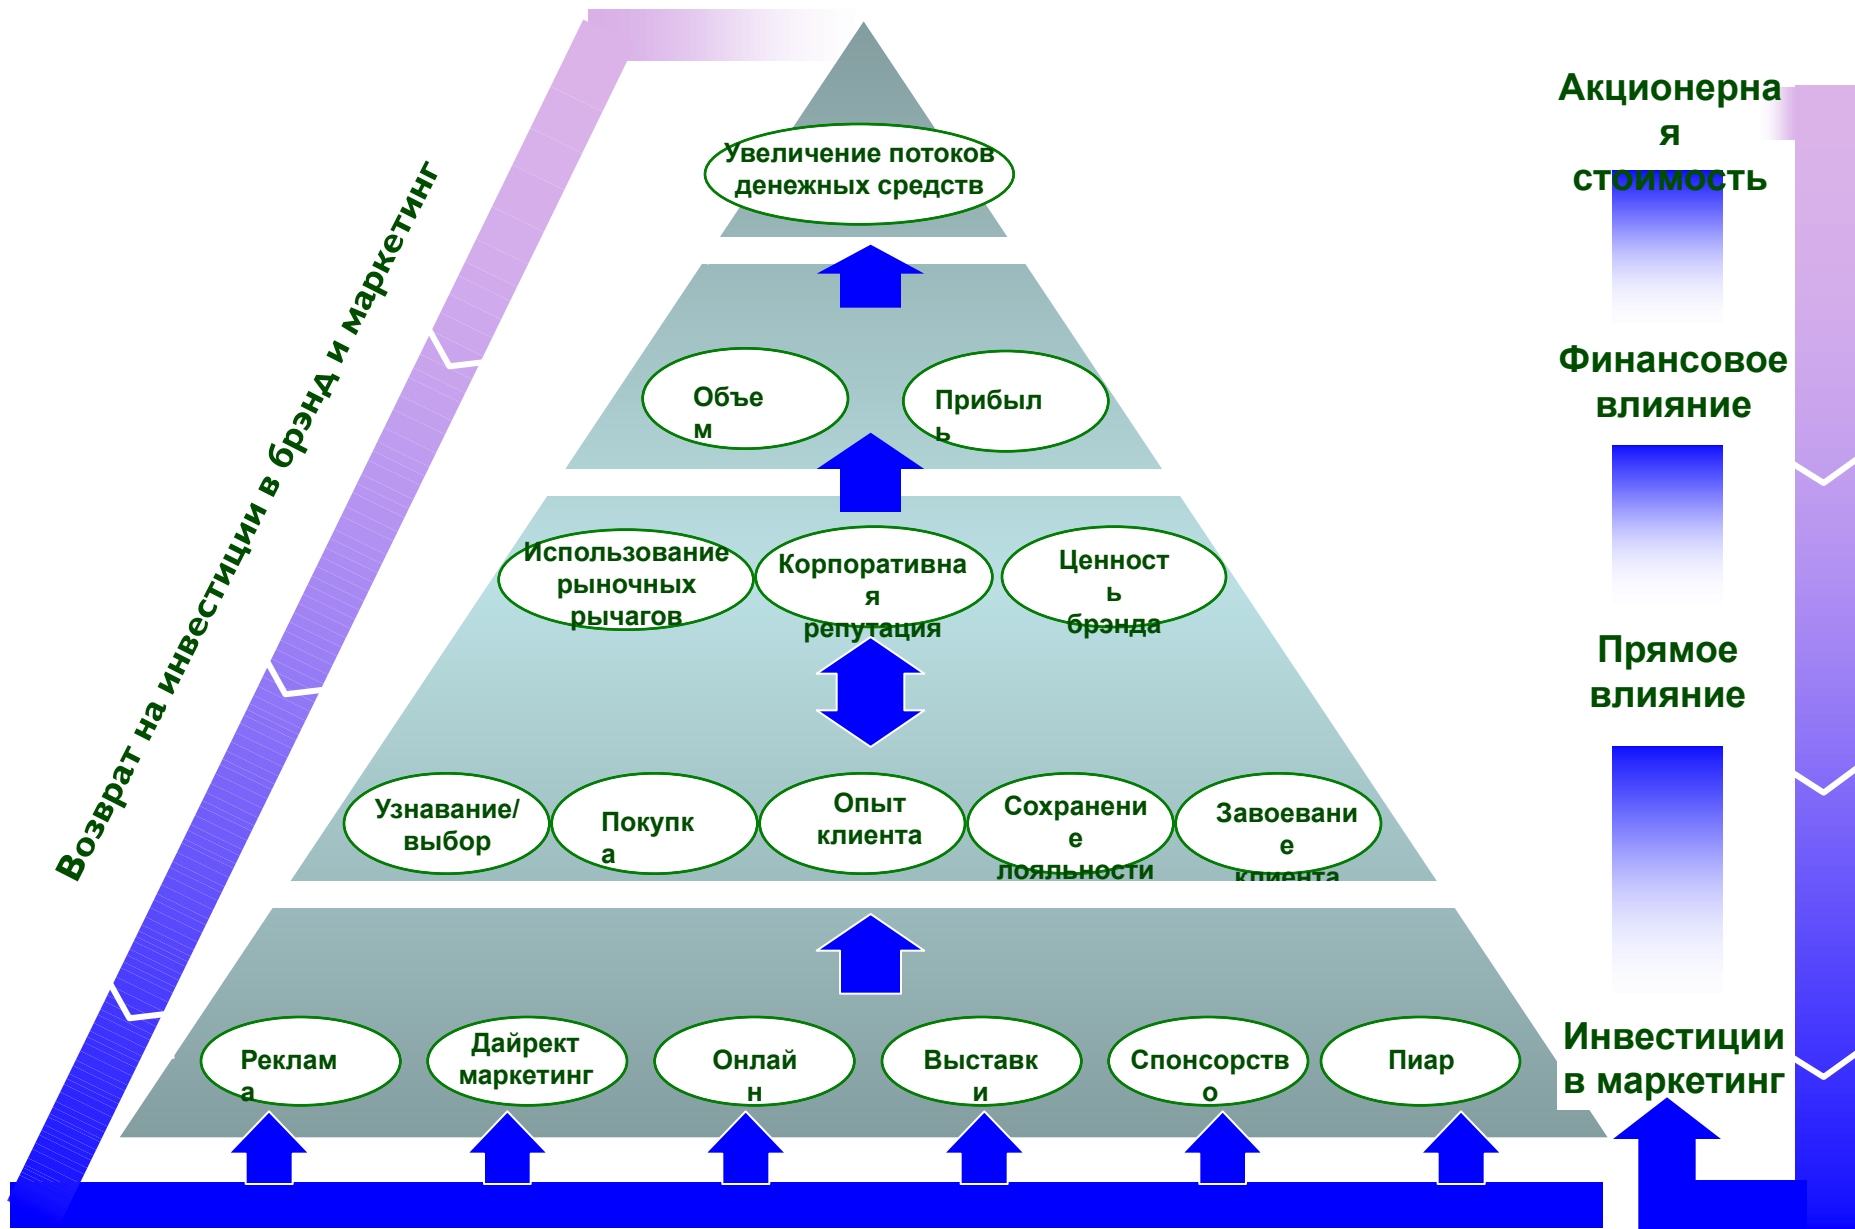 Возврат на инвестиции в брэнд и маркетинг
Увеличение потоков
денежных средств
Объе
м
Прибыл
ь
Использование
рыночных
рычагов
Корпоративна
я
репутация
Ценност
ь
брэнда
Узнавание/
выбор
Покупк
а
Опыт
клиента
Сохранени
е
лояльности
Завоевани
е
клиента
Реклам
а
Дайрект
маркетинг
Онлай
н
Выставк
и
Спонсорств
о
Пиар
Акционерна
я
стоимость
Финансовое
влияние
Прямое
влияние
Инвестиции
в маркетинг